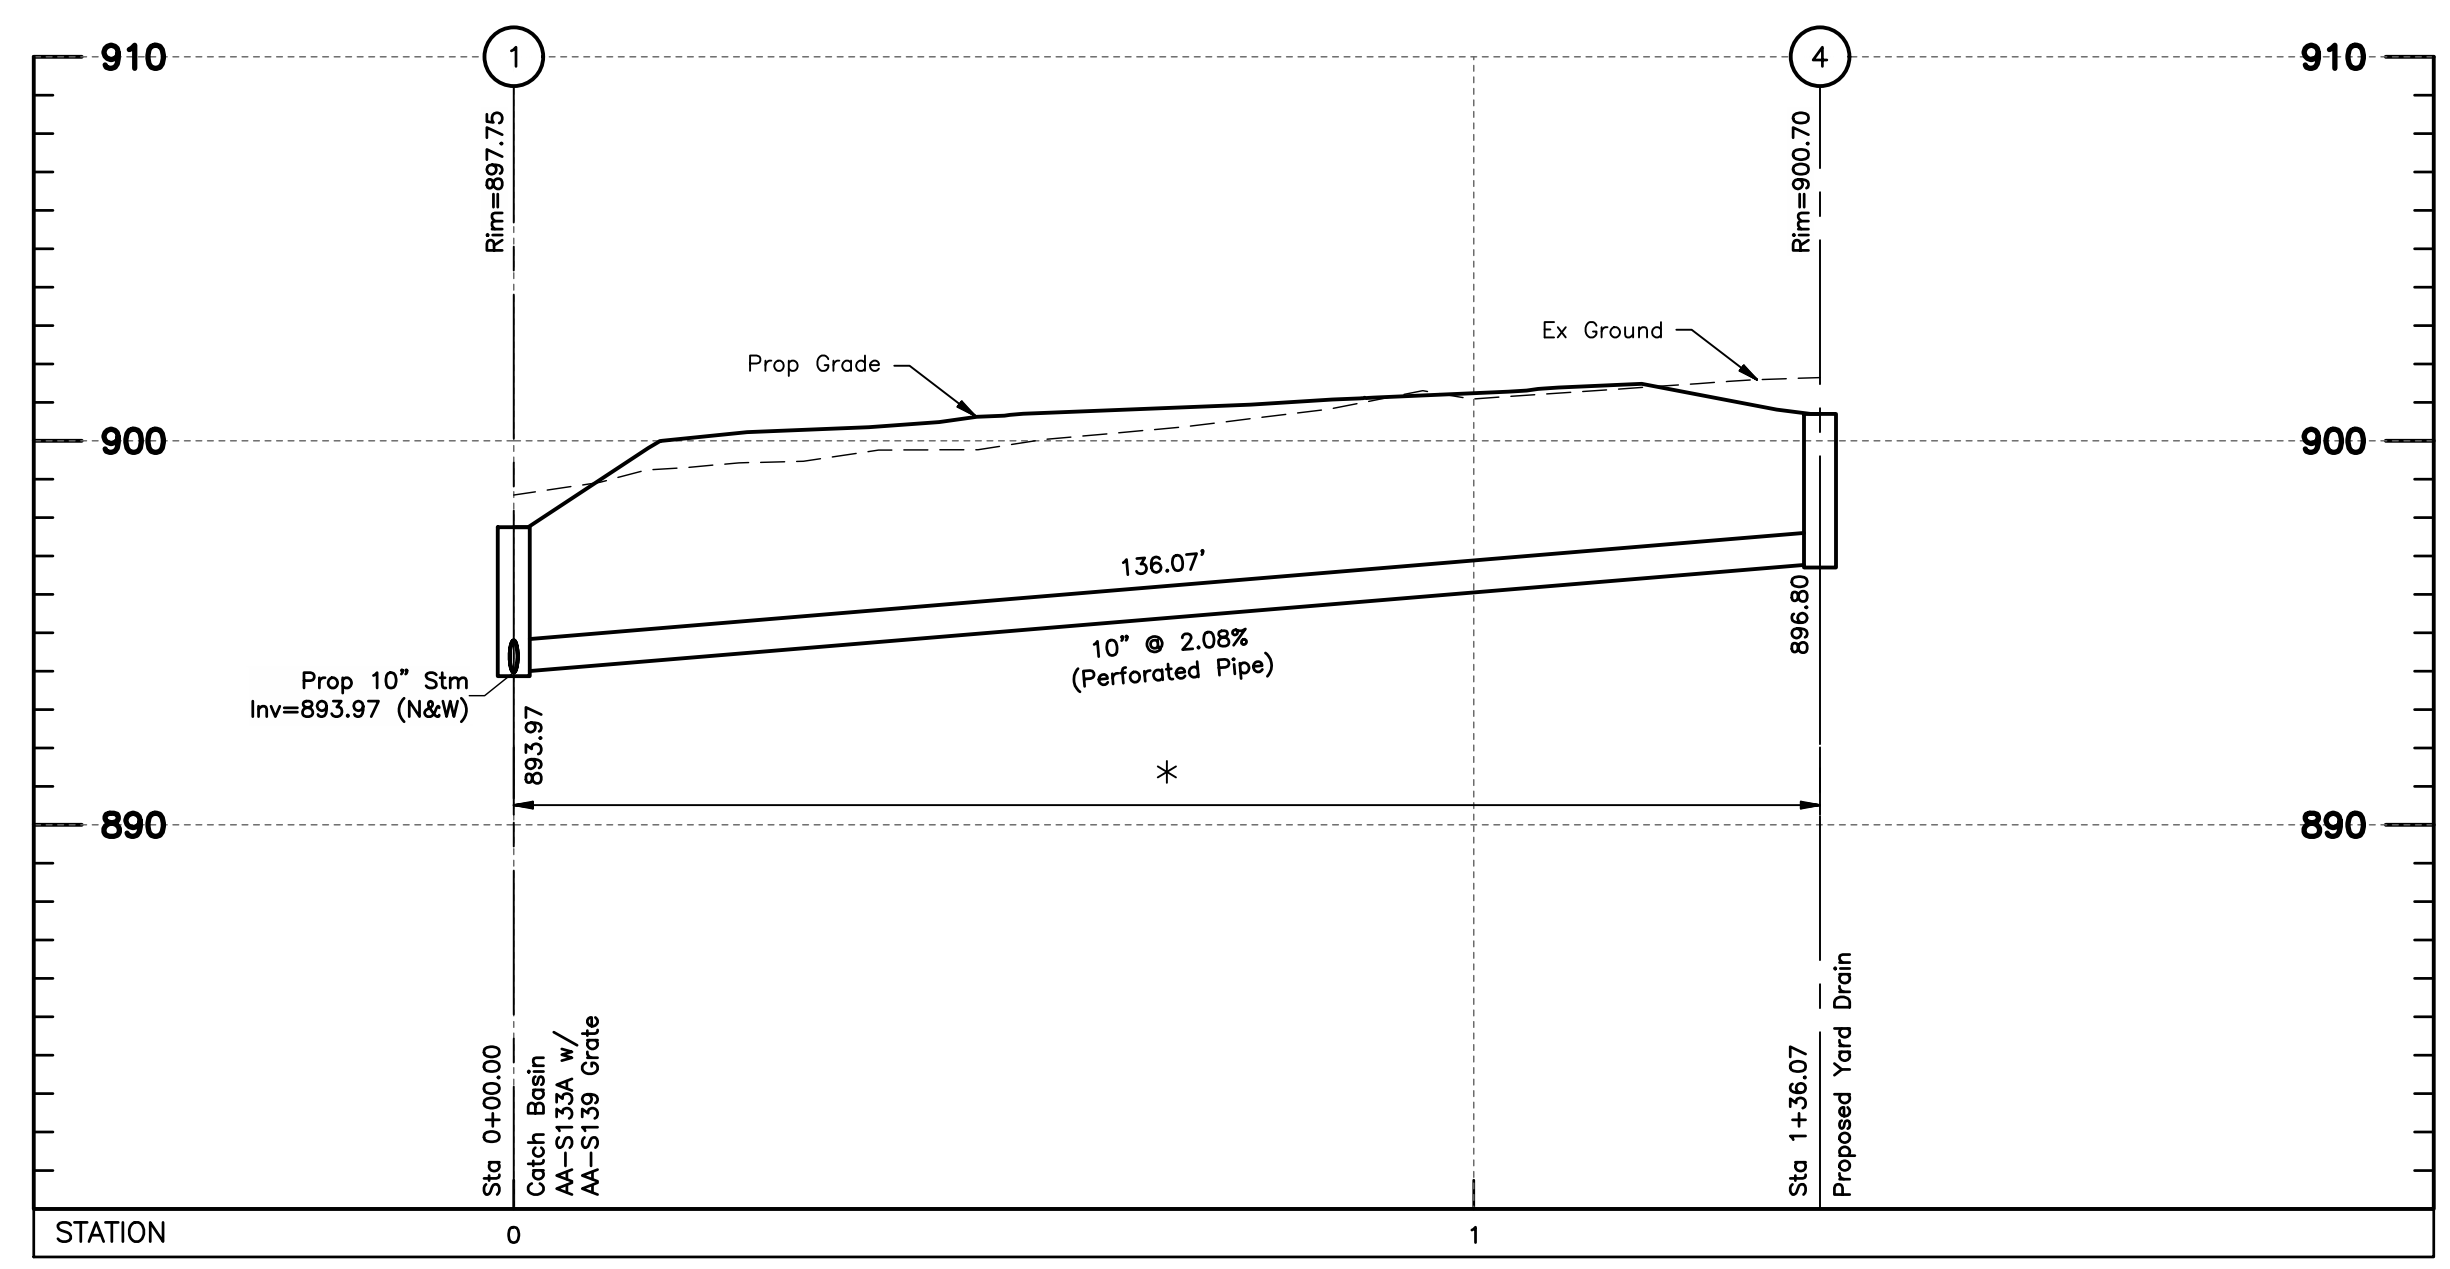 1
4
910
910
Rim=897.75
Rim=900.70
Ex Ground
Prop Grade
900
900
136.07’
10” @ 2.08%
(Perforated Pipe)
896.80
Prop 10” Stm
Inv=893.97 (N&W)
893.97
*
890
890
Sta 0+00.00
Catch Basin
AA-S133A w/
AA-S139 Grate
Sta 1+36.07
Proposed Yard Drain
STATION
0
1